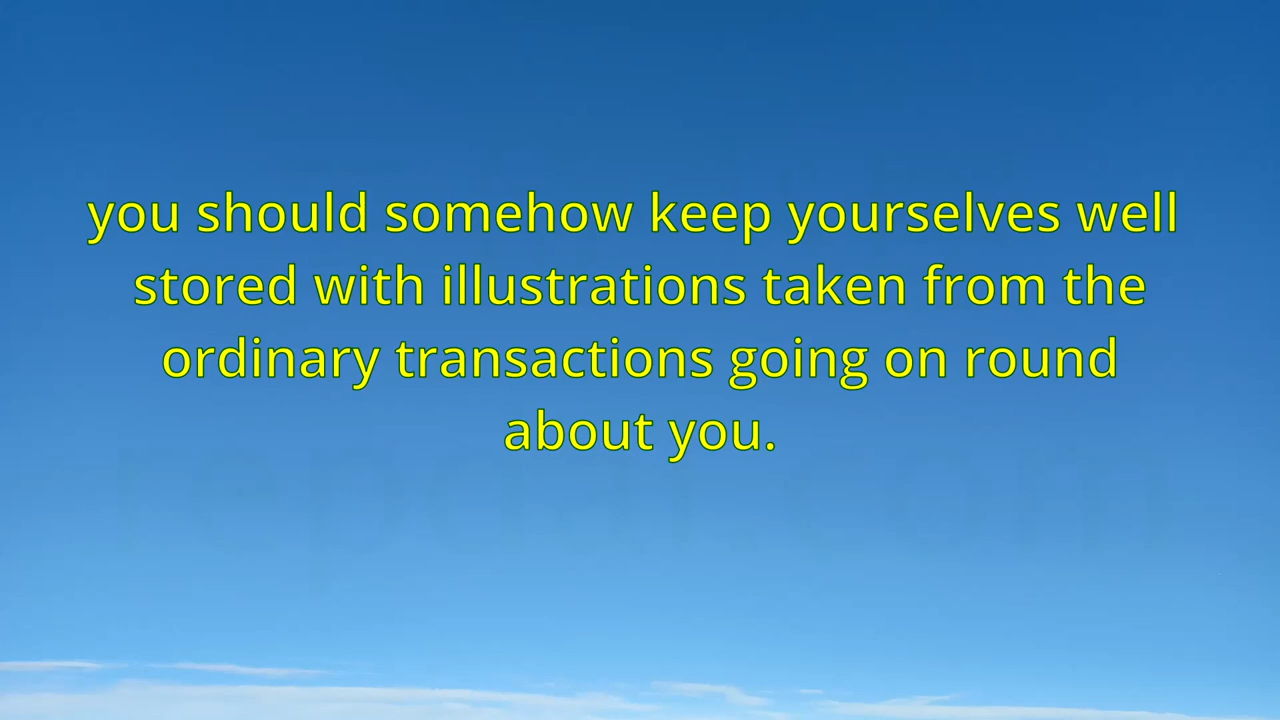 you should somehow keep yourselves well
stored with illustrations taken from the
ordinary transactions going on round
about you.